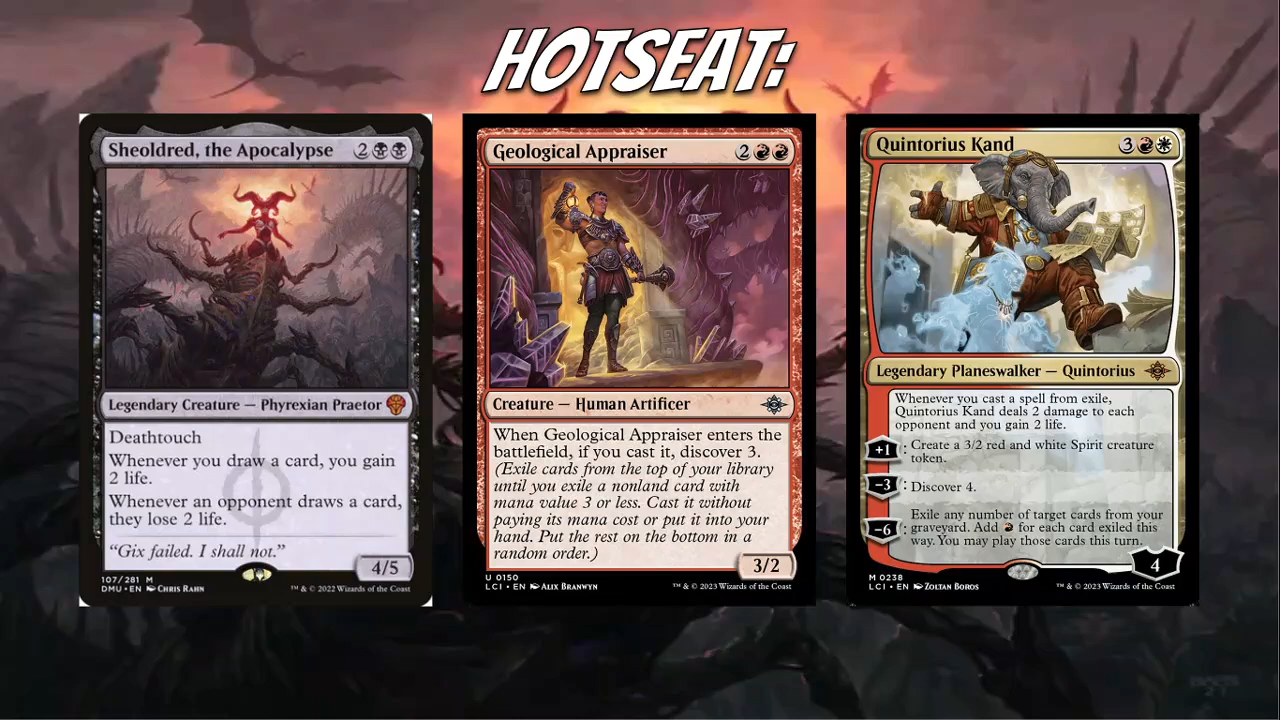 HOTSEAT:
Sheoldred, the Apocalypse 2
Legendary Creature — Phyrexian Praetor
Deathtouch
Whenever you draw a card, you gain
2 life.
Whenever an opponent draws a card,
they lose 2 life.
"Gix failed. I shall not."
4/5
107/281 M
DMU • EN Chris Rahn
™ & © 2022 Wizards of the Coast
Geological Appraiser 2
Creature — Human Artificer
When Geological Appraiser enters the
battlefield, if you cast it, discover 3.
(Exile cards from the top of your library
until you exile a nonland card with
mana value 3 or less. Cast it without
paying its mana cost or put it into your
hand. Put the rest on the bottom in a
random order.)
3/2
U 0150
LCI • EN Alix Branwyn
™ & © 2023 Wizards of the Coast
Quintorius Kand 3
Legendary Planeswalker — Quintorius
Whenever you cast a spell from exile,
Quintorius Kand deals 2 damage to each
opponent and you gain 2 life.
+1 : Create a 3/2 red and white Spirit creature
token.
−3 : Discover 4.
−6 : Exile any number of target cards from your
graveyard. Add for each card exiled this
way. You may play those cards this turn.
4
M 0238
LCI • EN Zoltan Boros
™ & © 2023 Wizards of the Coast